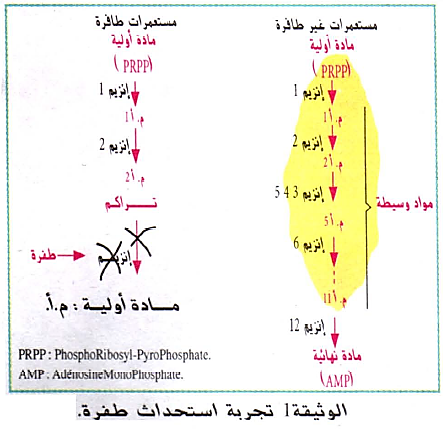 مستعمرات غير طافرة
مادة أولية
(PRPP)
إنزيم 1
م.أ1
إنزيم 2
م.أ2
إنزيم 3 4 5
م.أ5
إنزيم 6
م.أ11
إنزيم 12
مادة نهائية
(AMP)
مواد وسيطة
مستعمرات طافرة
مادة أولية
(PRPP)
إنزيم 1
م.أ1
إنزيم 2
م.أ2
تراكم
إنزيم
طفرة
مادة أولية : م.أ.
PRPP : PhosphoRibosyl-PyroPhosphate.
AMP : AdénosineMonoPhosphate.
الوثيقة1 تجربة استحداث طفرة.